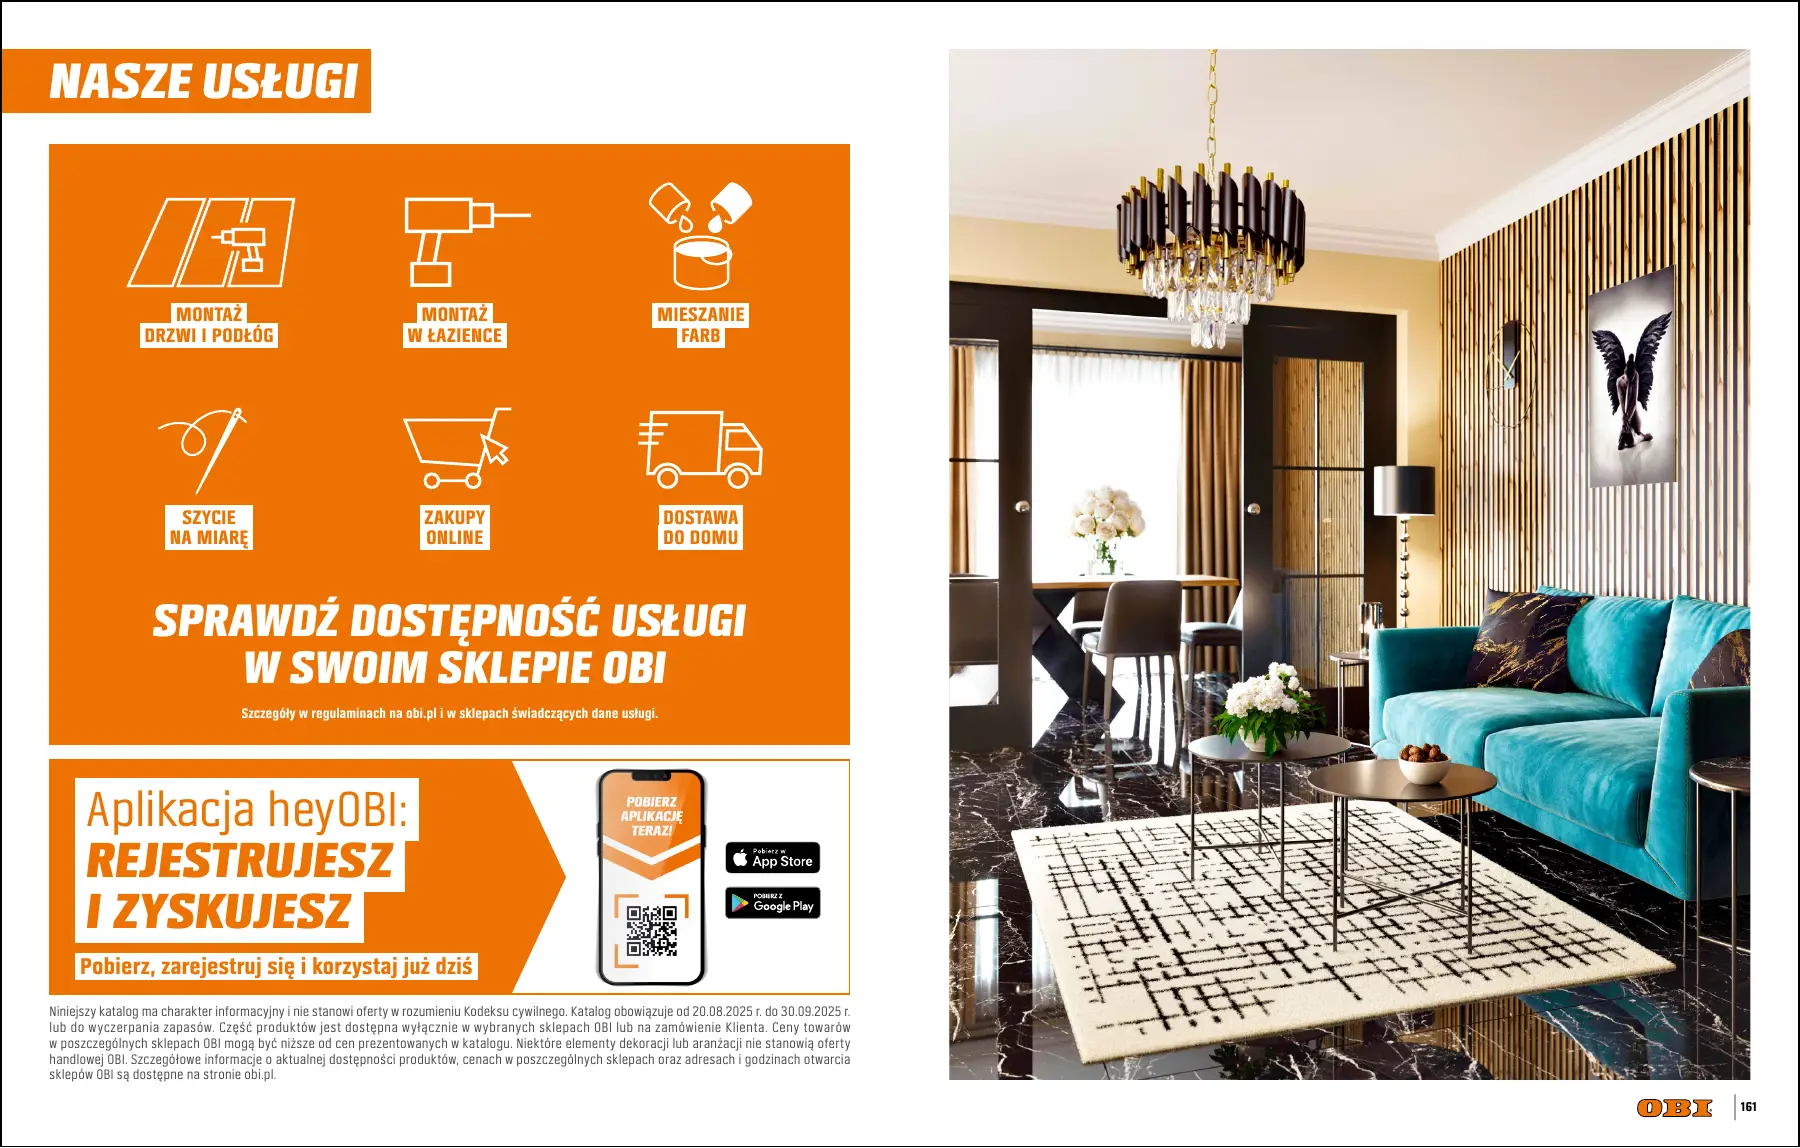 NASZE USŁUGI
MONTAŻ
DRZWI I PODŁÓG
MONTAŻ
W ŁAZIENCE
MIESZANIE
FARB
SZYCIE
NA MIARĘ
ZAKUPY
ONLINE
DOSTAWA
DO DOMU
SPRAWDŹ DOSTĘPNOŚĆ USŁUGI
W SWOIM SKLEPIE OBI
Szczegóły w regulaminach na obi.pl i w sklepach świadczących dane usługi.
Aplikacja heyOBI:
REJESTRUJESZ
I ZYSKUJESZ
Pobierz, zarejestruj się i korzystaj już dziś
POBIERZ
APLIKACJĘ
TERAZ!
Pobierz w
App Store
POBIERZ Z
Google Play
Niniejszy katalog ma charakter informacyjny i nie stanowi oferty w rozumieniu Kodeksu cywilnego. Katalog obowiązuje od 20.08.2025 r. do 30.09.2025 r.
lub do wyczerpania zapasów. Część produktów jest dostępna wyłącznie w wybranych sklepach OBI lub na zamówienie Klienta. Ceny towarów
w poszczególnych sklepach OBI mogą być niższe od cen prezentowanych w katalogu. Niektóre elementy dekoracji lub aranżacji nie stanowią oferty
handlowej OBI. Szczegółowe informacje o aktualnej dostępności produktów, cenach w poszczególnych sklepach oraz adresach i godzinach otwarcia
sklepów OBI są dostępne na stronie obi.pl.
OBI
161